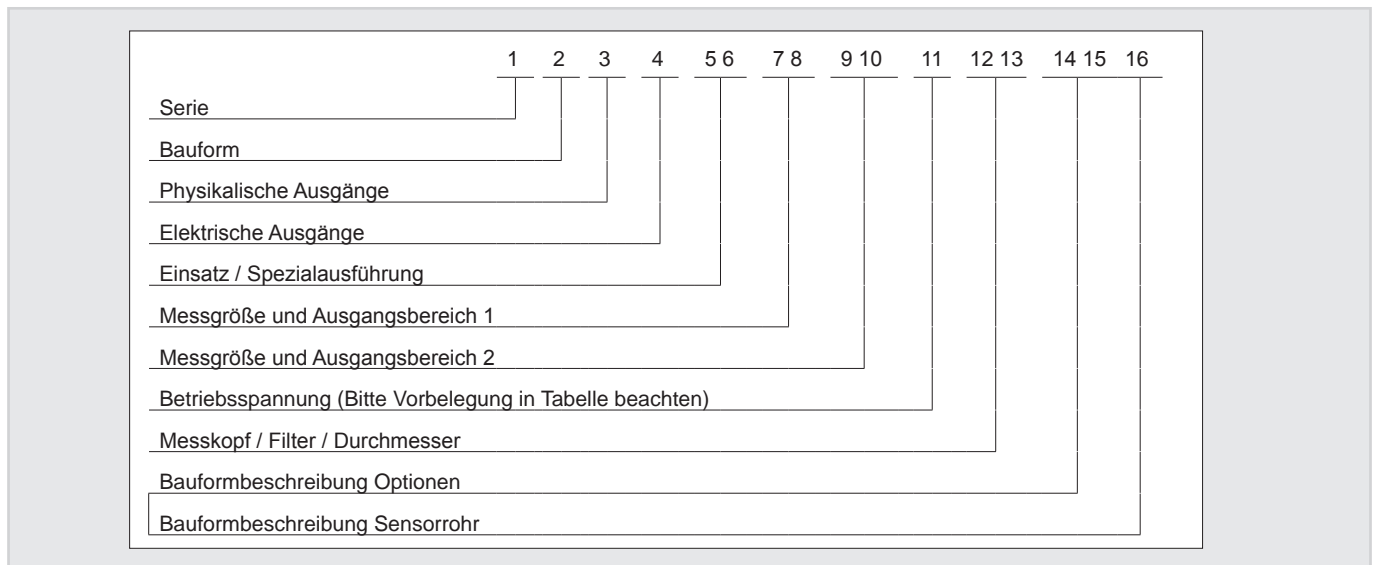 1 2 3 4 5 6 7 8 9 10 11 12 13 14 15 16
Serie
Bauform
Physikalische Ausgänge
Elektrische Ausgänge
Einsatz / Spezialausführung
Messgröße und Ausgangsbereich 1
Messgröße und Ausgangsbereich 2
Betriebsspannung (Bitte Vorbelegung in Tabelle beachten)
Messkopf / Filter / Durchmesser
Bauformbeschreibung Optionen
Bauformbeschreibung Sensorrohr